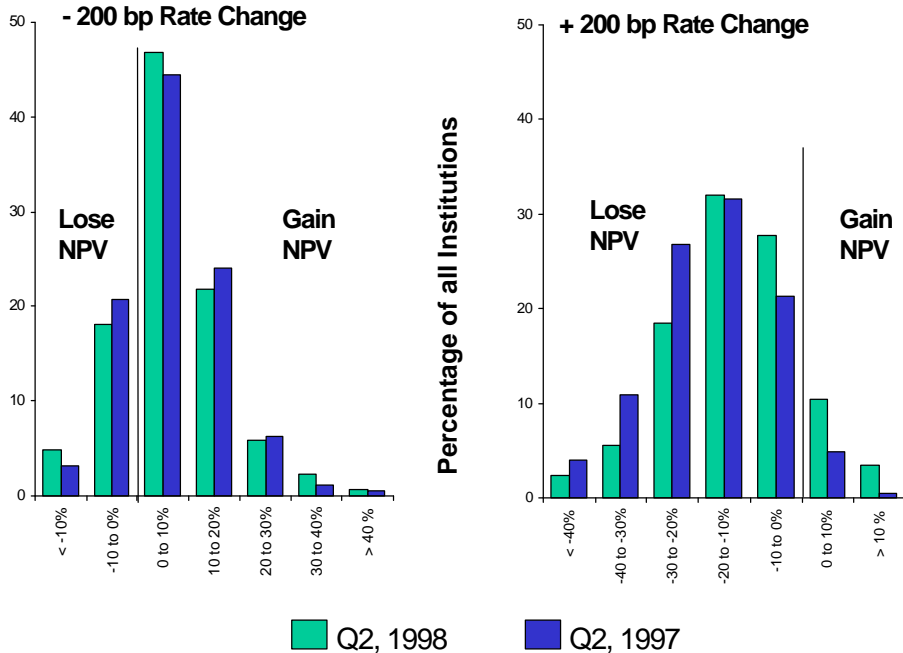 - 200 bp Rate Change
50
40
30
20
10
0
Lose
NPV
Gain
NPV
< -10%
-10 to 0%
0 to 10%
10 to 20%
20 to 30%
30 to 40%
> 40 %
Percentage of all Institutions
+ 200 bp Rate Change
50
40
30
20
10
0
Lose
NPV
Gain
NPV
< -40%
-40 to -30%
-30 to -20%
-20 to -10%
-10 to 0%
0 to 10%
> 10 %
Q2, 1998
Q2, 1997